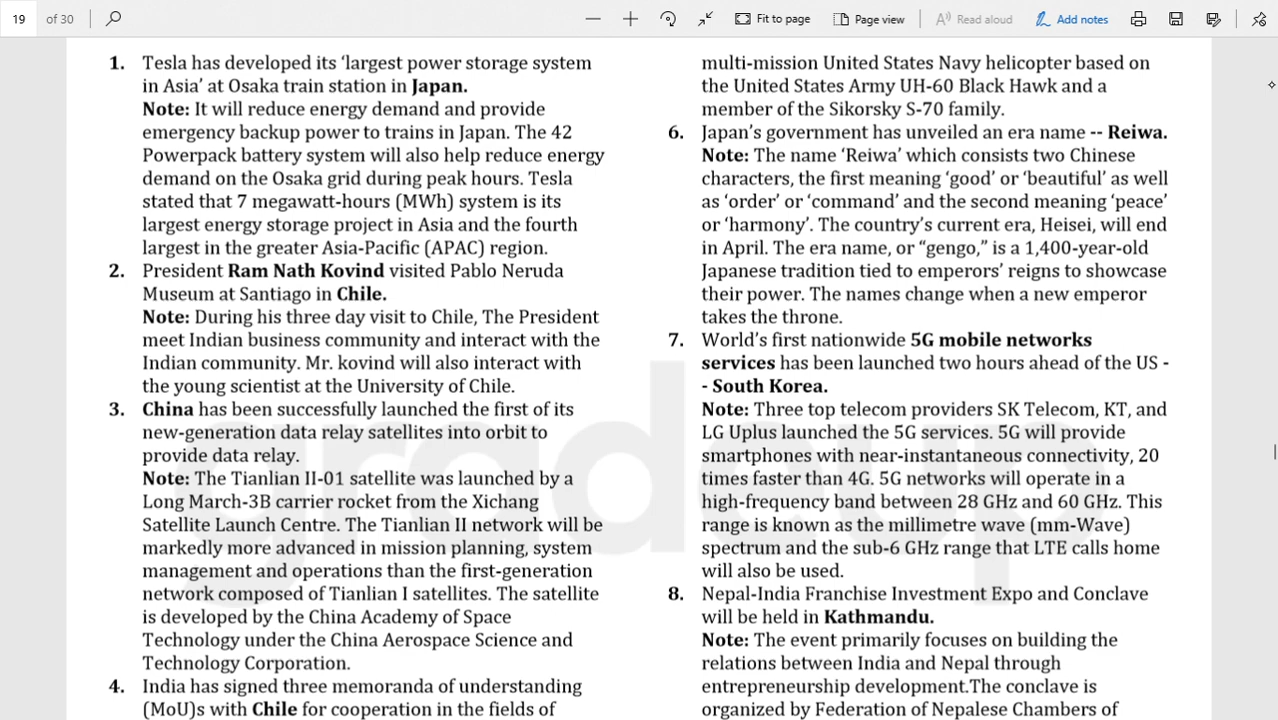 19 of 30 Fit to page Page view Read aloud Add notes
1. Tesla has developed its ‘largest power storage system
in Asia’ at Osaka train station in Japan.
Note: It will reduce energy demand and provide
emergency backup power to trains in Japan. The 42
Powerpack battery system will also help reduce energy
demand on the Osaka grid during peak hours. Tesla
stated that 7 megawatt-hours (MWh) system is its
largest energy storage project in Asia and the fourth
largest in the greater Asia-Pacific (APAC) region.
2. President Ram Nath Kovind visited Pablo Neruda
Museum at Santiago in Chile.
Note: During his three day visit to Chile, The President
meet Indian business community and interact with the
Indian community. Mr. kovind will also interact with
the young scientist at the University of Chile.
3. China has been successfully launched the first of its
new-generation data relay satellites into orbit to
provide data relay.
Note: The Tianlian II-01 satellite was launched by a
Long March-3B carrier rocket from the Xichang
Satellite Launch Centre. The Tianlian II network will be
markedly more advanced in mission planning, system
management and operations than the first-generation
network composed of Tianlian I satellites. The satellite
is developed by the China Academy of Space
Technology under the China Aerospace Science and
Technology Corporation.
4. India has signed three memoranda of understanding
(MoU)s with Chile for cooperation in the fields of
multi-mission United States Navy helicopter based on
the United States Army UH-60 Black Hawk and a
member of the Sikorsky S-70 family.
6. Japan’s government has unveiled an era name -- Reiwa.
Note: The name ‘Reiwa’ which consists two Chinese
characters, the first meaning ‘good’ or ‘beautiful’ as well
as ‘order’ or ‘command’ and the second meaning ‘peace’
or ‘harmony’. The country’s current era, Heisei, will end
in April. The era name, or “gengo,” is a 1,400-year-old
Japanese tradition tied to emperors’ reigns to showcase
their power. The names change when a new emperor
takes the throne.
7. World’s first nationwide 5G mobile networks
services has been launched two hours ahead of the US -
- South Korea.
Note: Three top telecom providers SK Telecom, KT, and
LG Uplus launched the 5G services. 5G will provide
smartphones with near-instantaneous connectivity, 20
times faster than 4G. 5G networks will operate in a
high-frequency band between 28 GHz and 60 GHz. This
range is known as the millimetre wave (mm-Wave)
spectrum and the sub-6 GHz range that LTE calls home
will also be used.
8. Nepal-India Franchise Investment Expo and Conclave
will be held in Kathmandu.
Note: The event primarily focuses on building the
relations between India and Nepal through
entrepreneurship development.The conclave is
organized by Federation of Nepalese Chambers of
gradeup